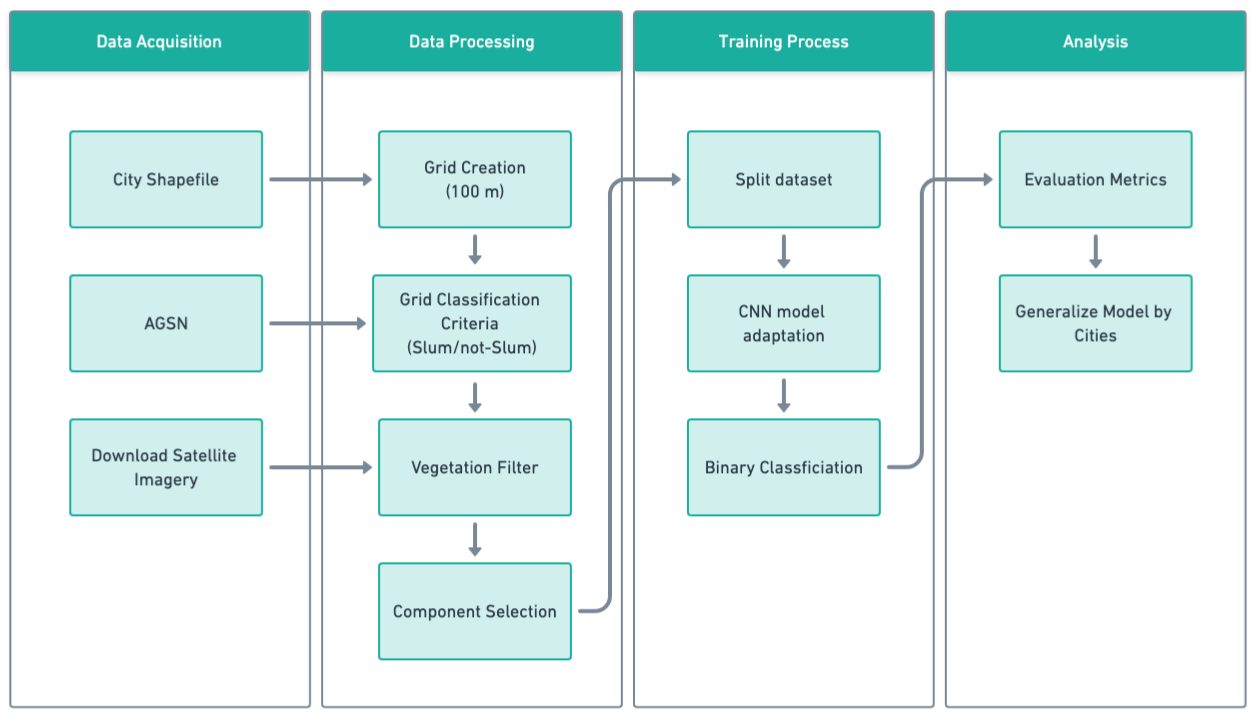 Data Acquisition
City Shapefile
AGSN
Download Satellite
Imagery
Data Processing
Grid Creation
(100 m)
Grid Classification
Criteria
(Slum/not-Slum)
Vegetation Filter
Component Selection
Training Process
Split dataset
CNN model
adaptation
Binary Classficiation
Analysis
Evaluation Metrics
Generalize Model by
Cities